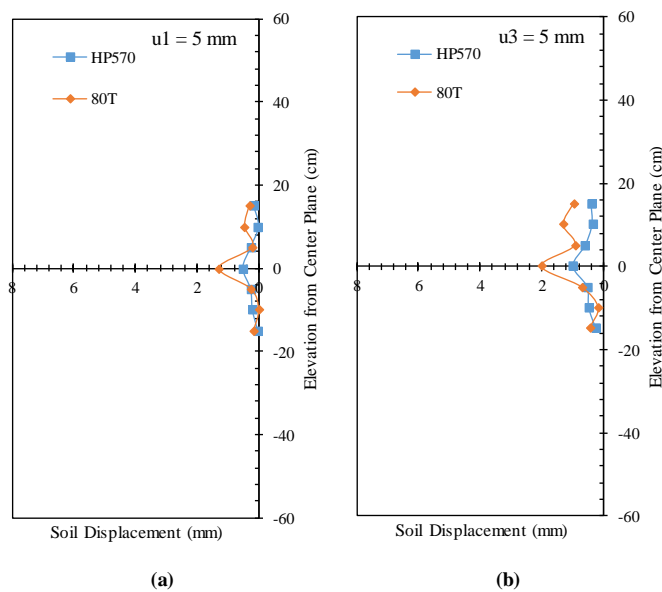 u1 = 5 mm
HP570
80T
60
40
20
0
-20
-40
-60
8
6
4
2
0
Elevation from Center Plane (cm)
Soil Displacement (mm)
(a)
u3 = 5 mm
HP570
80T
60
40
20
0
-20
-40
-60
8
6
4
2
0
Elevation from Center Plane (cm)
Soil Displacement (mm)
(b)